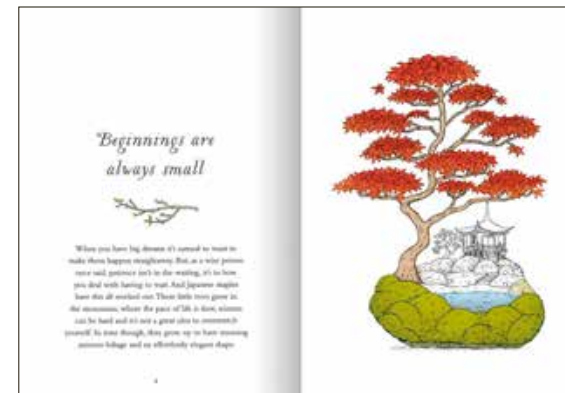 Beginnings are
always small
When you have big dreams it's natural to want to
make them happen straightaway. But, as a wise person
once said, patience isn't in the waiting, it's in how
you deal with having to wait. And Japanese maples
have this all worked out. These little trees grow in
the mountains, where the pace of life is slow, winters
can be hard and it's not a great idea to overstretch
yourself. In time though, they grow up to have stunning
autumn foliage and an effortlessly elegant shape.